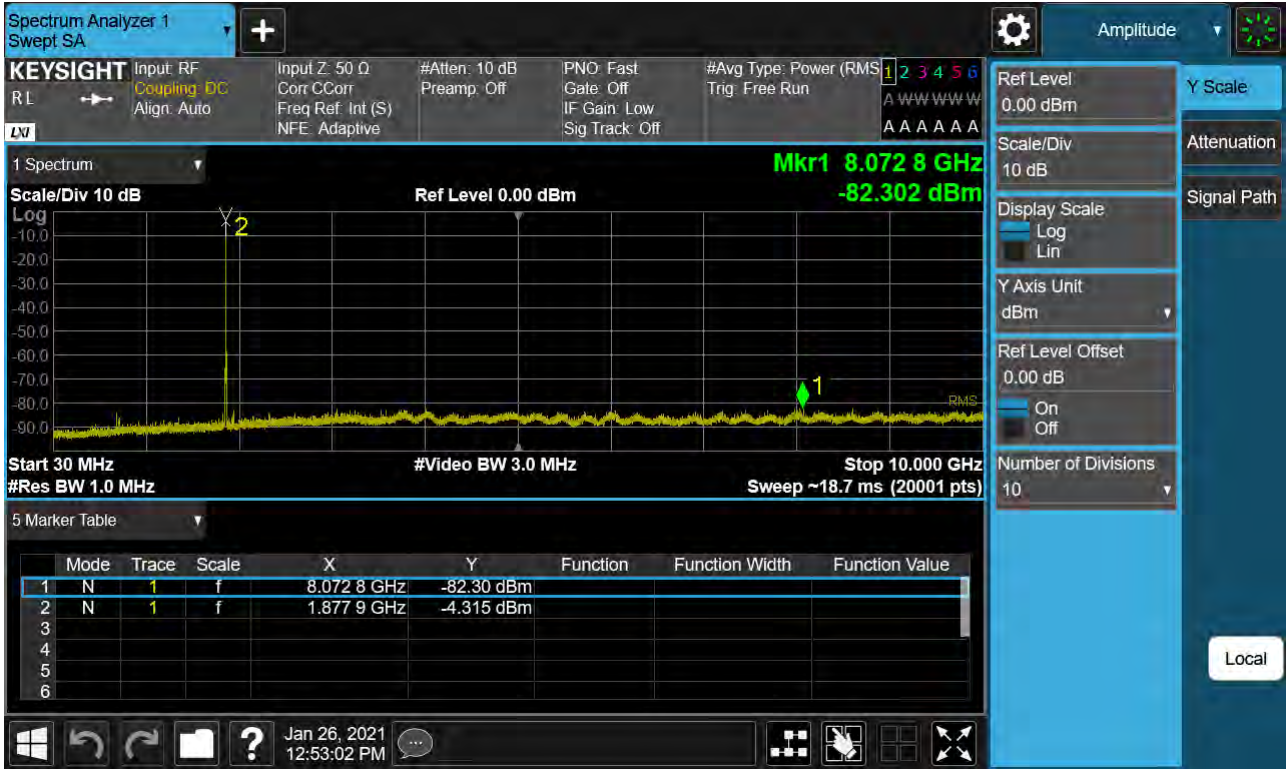 Spectrum Analyzer 1
Swept SA
+
Amplitude
KEYSIGHT
R L
LXI
Input: RF
Coupling: DC
Align: Auto
Input Z: 50 Ω
Corr CCorr
Freq Ref: Int (S)
NFE: Adaptive
#Atten: 10 dB
Preamp: Off
PNO: Fast
Gate: Off
IF Gain: Low
Sig Track: Off
#Avg Type: Power (RMS
Trig: Free Run
1 2 3 4 5 6
A W W W W W
A A A A A A
1 Spectrum
Scale/Div 10 dB
Ref Level 0.00 dBm
Mkr1 8.072 8 GHz
-82.302 dBm
Log
-10.0
-20.0
-30.0
-40.0
-50.0
-60.0
-70.0
-80.0
-90.0
2
1
RMS
Start 30 MHz
#Video BW 3.0 MHz
Stop 10.000 GHz
#Res BW 1.0 MHz
Sweep ~18.7 ms (20001 pts)
5 Marker Table
Mode Trace Scale X Y Function Function Width Function Value
1 N 1 f 8.072 8 GHz -82.30 dBm
2 N 1 f 1.877 9 GHz -4.315 dBm
3
4
5
6
Ref Level
0.00 dBm
Scale/Div
10 dB
Display Scale
Log
Lin
Y Axis Unit
dBm
Ref Level Offset
0.00 dB
On
Off
Number of Divisions
10
Y Scale
Attenuation
Signal Path
Local
?
Jan 26, 2021
12:53:02 PM